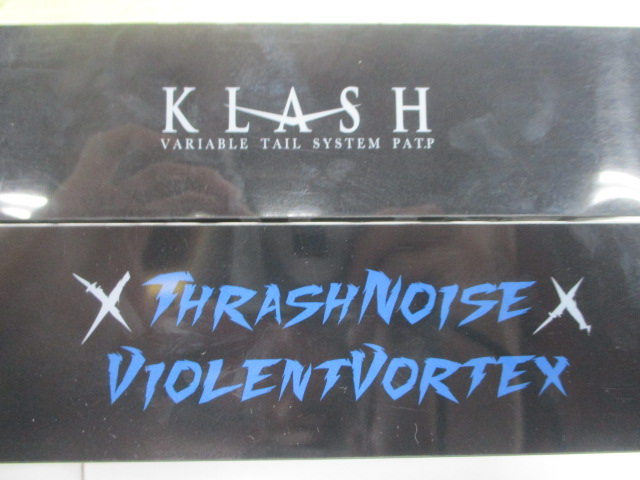 KLASH
VARIABLE TAIL SYSTEM PAT.P
THRASHNOISE
VIOLENTVORTEX